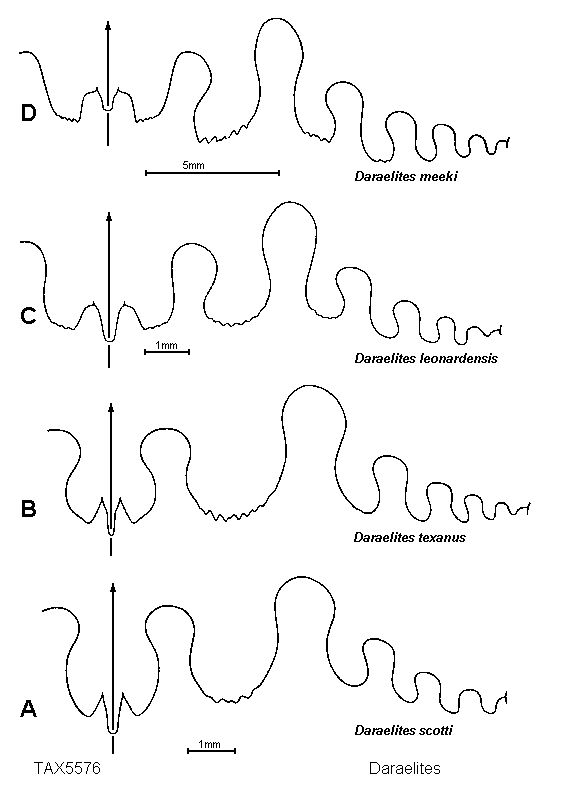 D
5mm
Daraelites meeki
C
1mm
Daraelites leonardensis
B
Daraelites texanus
A
Daraelites scotti
1mm
TAX5576 Daraelites